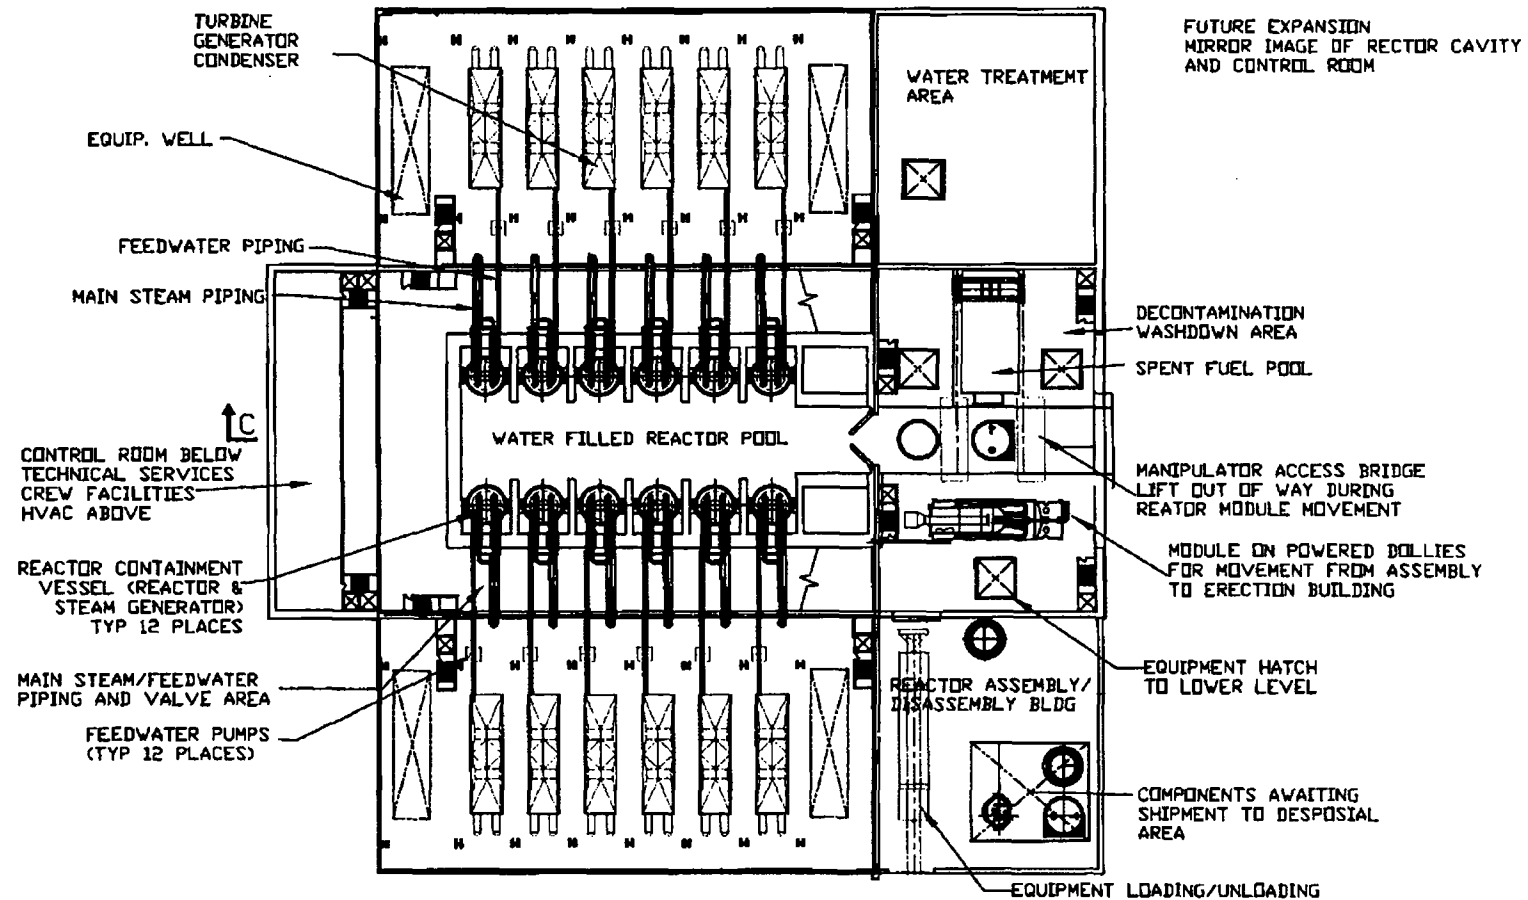 TURBINE
GENERATOR
CONDENSER
FUTURE EXPANSION
MIRROR IMAGE OF RECTOR CAVITY
AND CONTROL ROOM
WATER TREATMEMT
AREA
EQUIP. WELL
FEEDWATER PIPING
MAIN STEAM PIPING
DECONTAMINATION
WASHDOWN AREA
SPENT FUEL POOL
C
WATER FILLED REACTOR POOL
CONTROL ROOM BELOW
TECHNICAL SERVICES
CREW FACILITIES
HVAC ABOVE
MANIPULATOR ACCESS BRIDGE
LIFT OUT OF WAY DURING
REATOR MODULE MOVEMENT
REACTOR CONTAINMENT
VESSEL (REACTOR &
STEAM GENERATOR)
TYP 12 PLACES
MODULE ON POWERED DOLLIES
FOR MOVEMENT FROM ASSEMBLY
TO ERECTION BUILDING
MAIN STEAM/FEEDWATER
PIPING AND VALVE AREA
EQUIPMENT HATCH
TO LOWER LEVEL
REACTOR ASSEMBLY/
DISASSEMBLY BLDG
FEEDWATER PUMPS
(TYP 12 PLACES)
COMPONENTS AWAITING
SHIPMENT TO DESPOSIAL
AREA
EQUIPMENT LOADING/UNLOADING